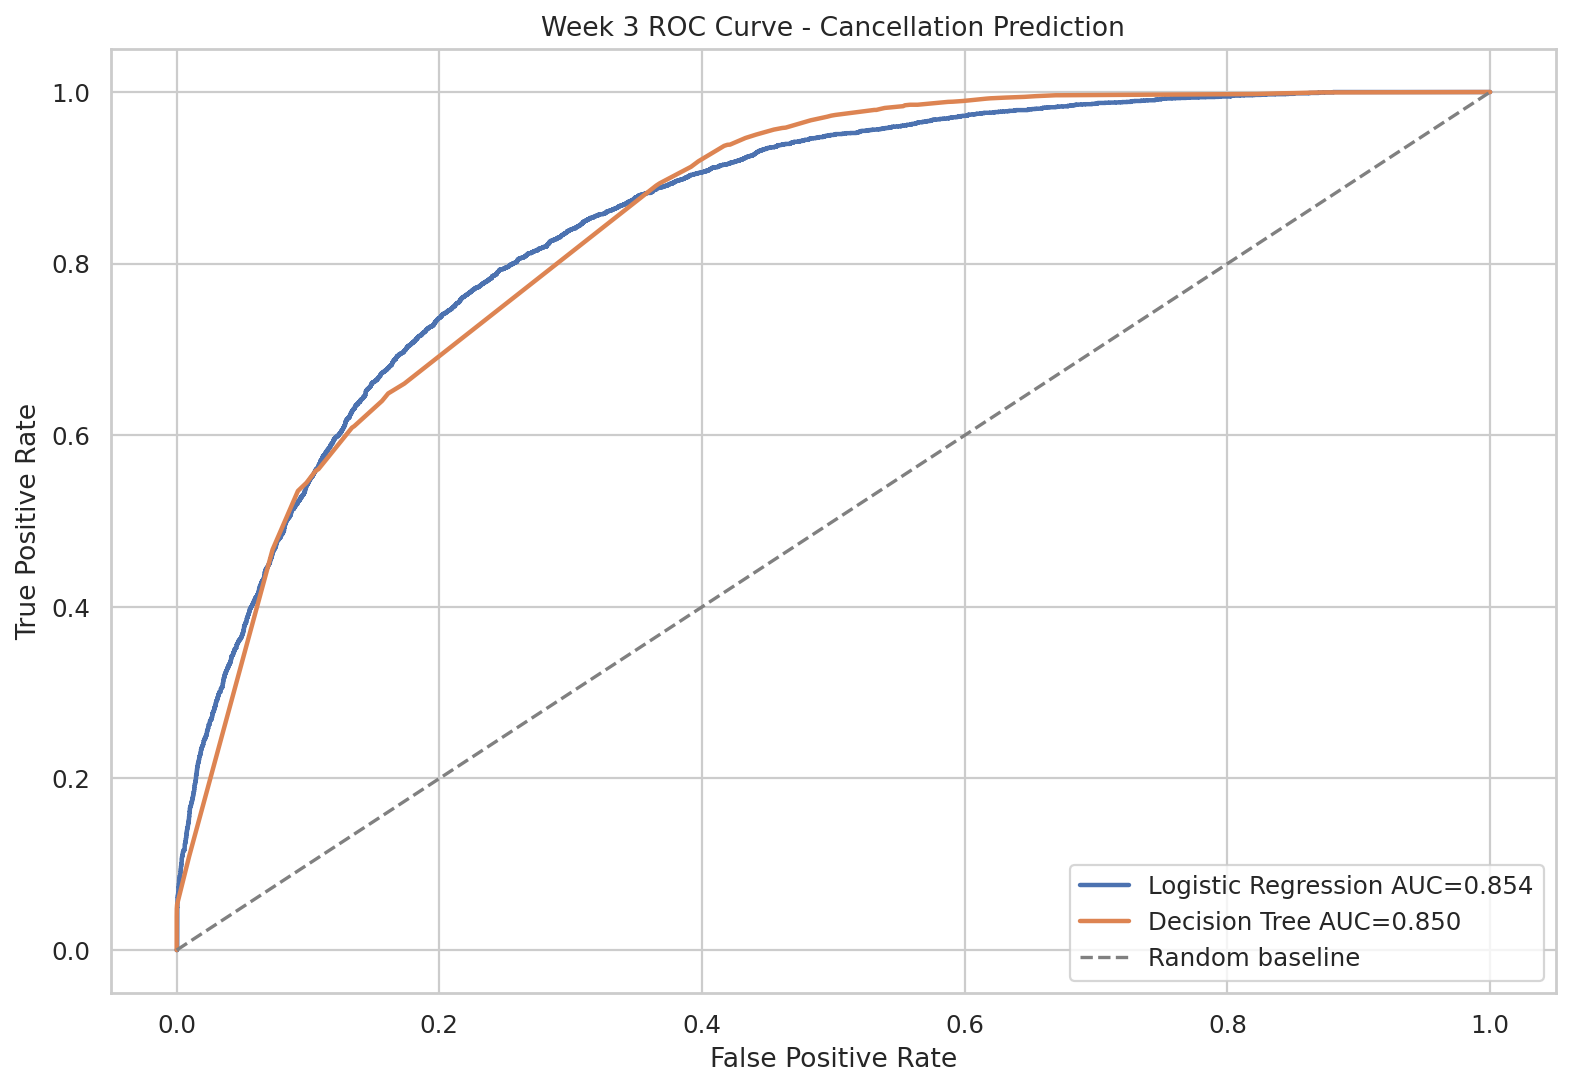 Week 3 ROC Curve - Cancellation Prediction
True Positive Rate
1.0
0.8
0.6
0.4
0.2
0.0
Logistic Regression AUC=0.854
Decision Tree AUC=0.850
Random baseline
0.0 0.2 0.4 0.6 0.8 1.0
False Positive Rate